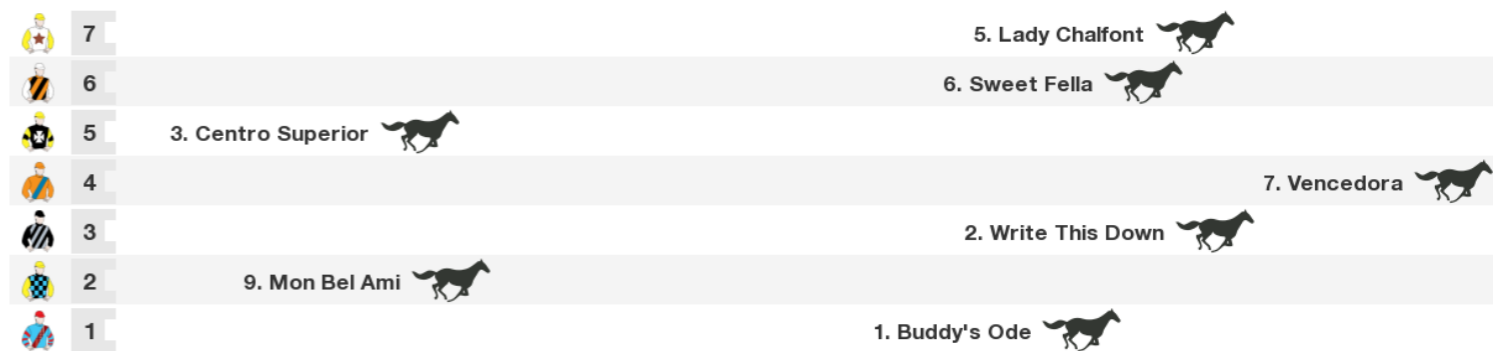 7 5. Lady Chalfont
6 6. Sweet Fella
5 3. Centro Superior
4 7. Vencedora
3 2. Write This Down
2 9. Mon Bel Ami
1 1. Buddy's Ode